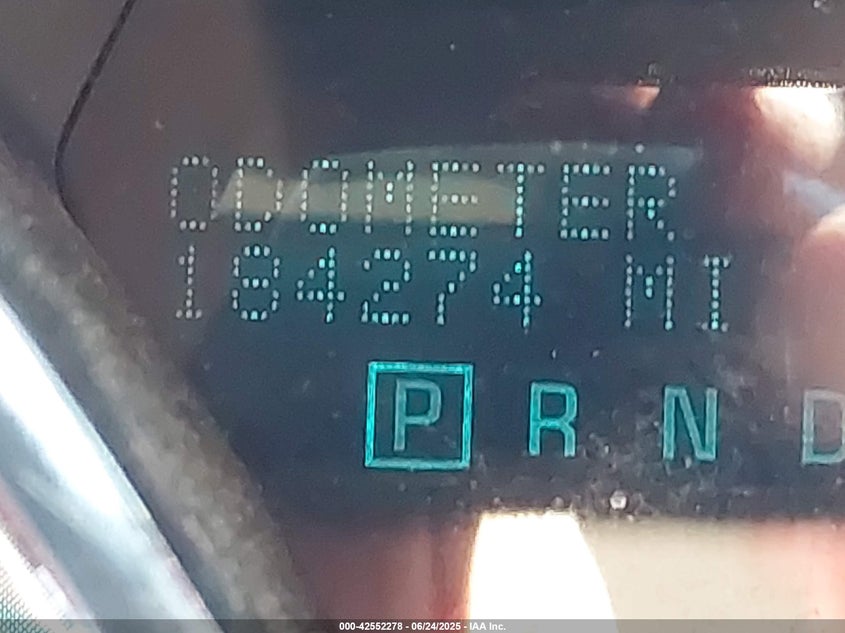 ODOMETER
184274 MI
P R N D
000-42552278 - 06/24/2025 - IAA Inc.